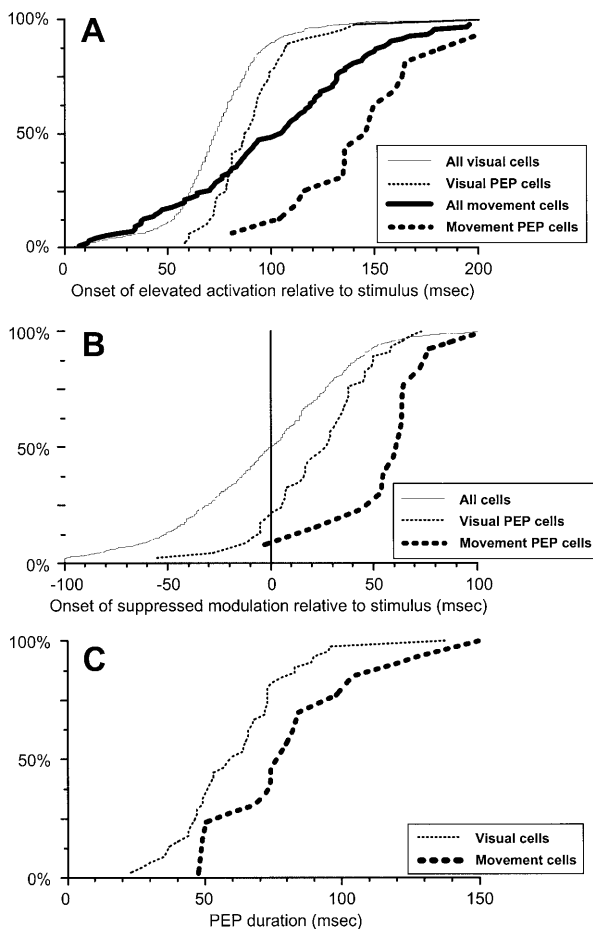 A
100%
50%
0%
All visual cells
Visual PEP cells
All movement cells
Movement PEP cells
0 50 100 150 200
Onset of elevated activation relative to stimulus (msec)
B
100%
50%
0%
All cells
Visual PEP cells
Movement PEP cells
-100 -50 0 50 100
Onset of suppressed modulation relative to stimulus (msec)
C
100%
50%
0%
Visual cells
Movement cells
0 50 100 150
PEP duration (msec)